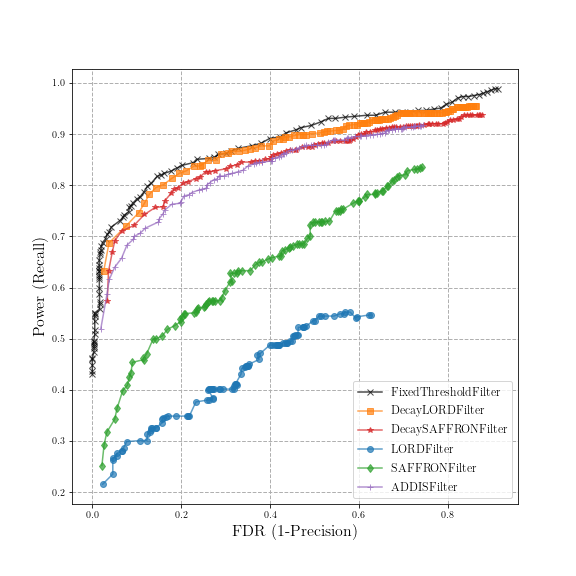 1.0
0.9
0.8
0.7
0.6
0.5
0.4
0.3
0.2
Power (Recall)
0.0 0.2 0.4 0.6 0.8
FDR (1-Precision)
FixedThresholdFilter
DecayLORDFilter
DecaySAFFRONFilter
LORDFilter
SAFFRONFilter
ADDISFilter